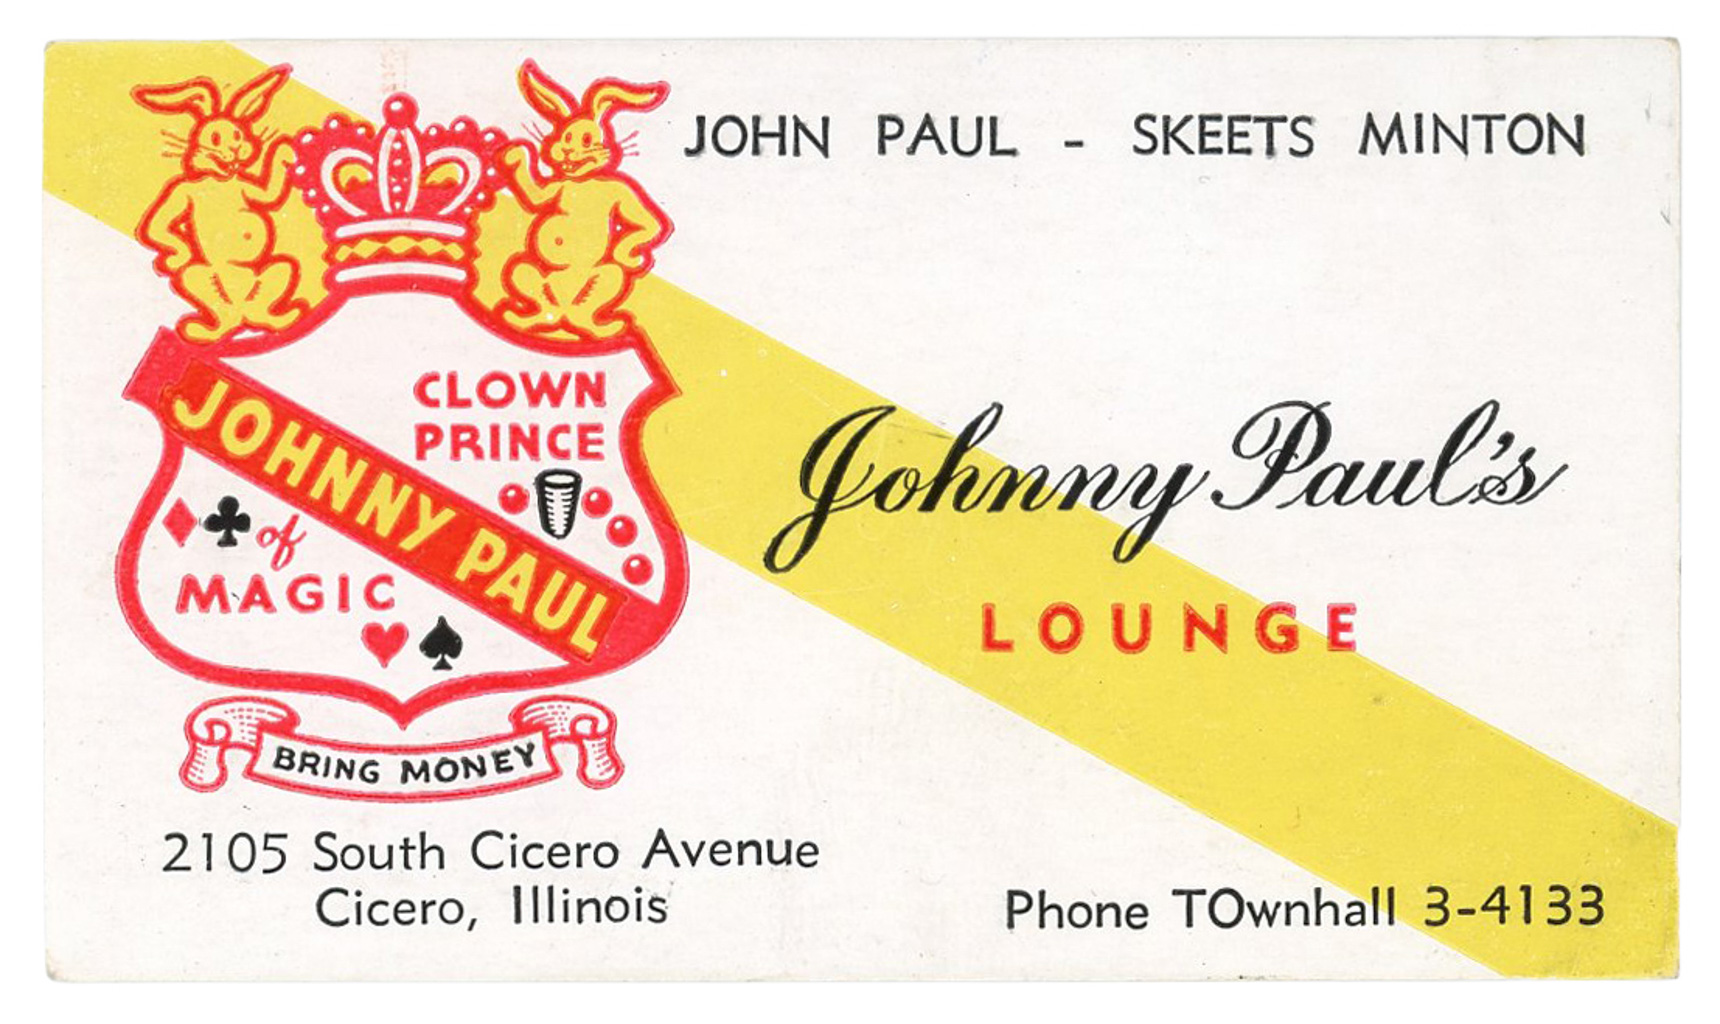 JOHN PAUL - SKEETS MINTON
CLOWN
PRINCE
JOHNNY PAUL
of
MAGIC
BRING MONEY
Johnny Paul's
LOUNGE
2105 South Cicero Avenue
Cicero, Illinois
Phone TOwnhall 3-4133